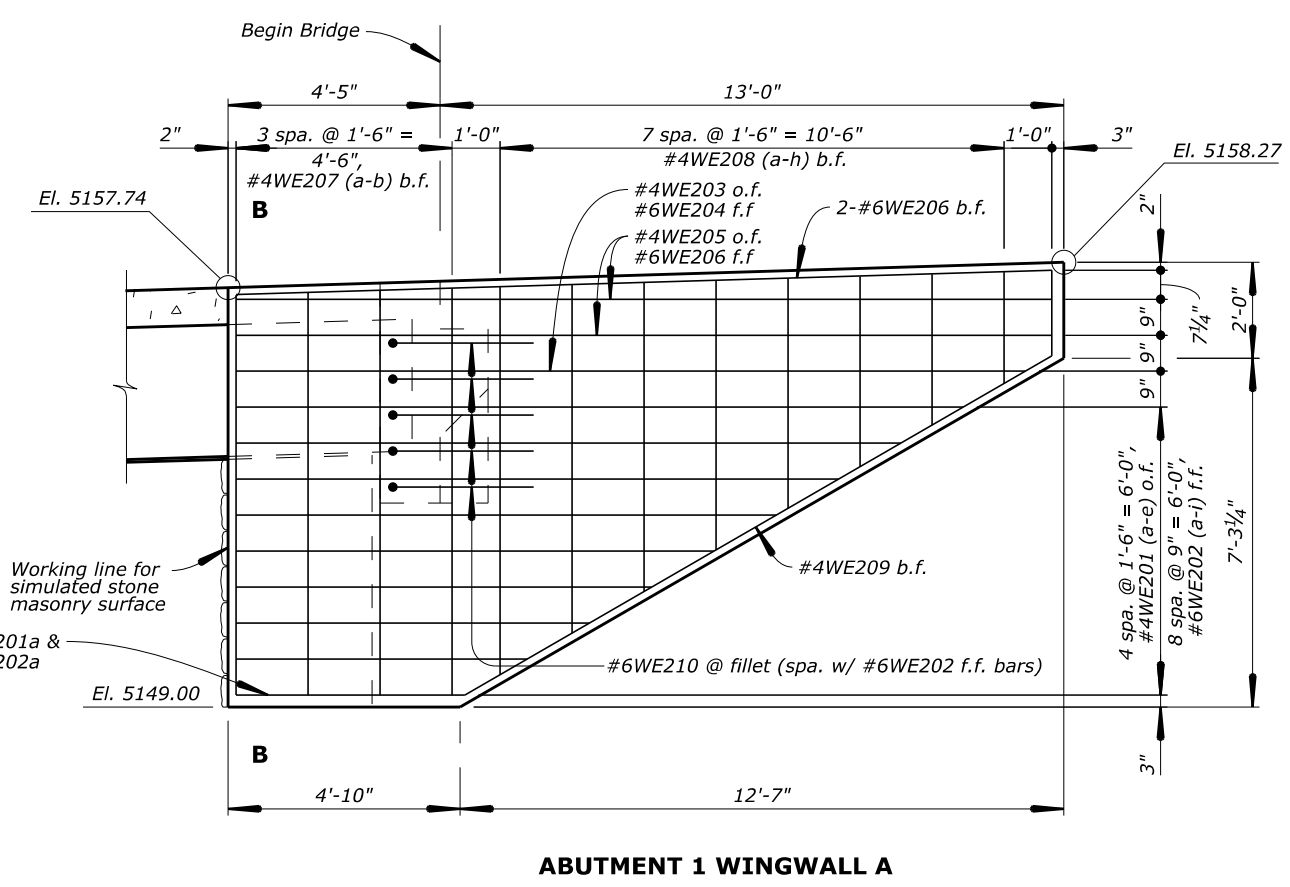 Begin Bridge
4'-5"
13'-0"
2"
3 spa. @ 1'-6" =
4'-6",
#4WE207 (a-b) b.f.
1'-0"
7 spa. @ 1'-6" = 10'-6"
#4WE208 (a-h) b.f.
1'-0"
3"
El. 5158.27
El. 5157.74
B
#4WE203 o.f.
#6WE204 f.f
2-#6WE206 b.f.
#4WE205 o.f.
#6WE206 f.f
2"
7¼"
9"
9"
9"
2'-0"
4 spa. @ 1'-6" = 6'-0",
#4WE201 (a-e) o.f.
8 spa. @ 9" = 6'-0",
#6WE202 (a-i) f.f.
7'-3¼"
3"
Working line for
simulated stone
masonry surface
#4WE209 b.f.
201a &
202a
#6WE210 @ fillet (spa. w/ #6WE202 f.f. bars)
El. 5149.00
B
4'-10"
12'-7"
ABUTMENT 1 WINGWALL A